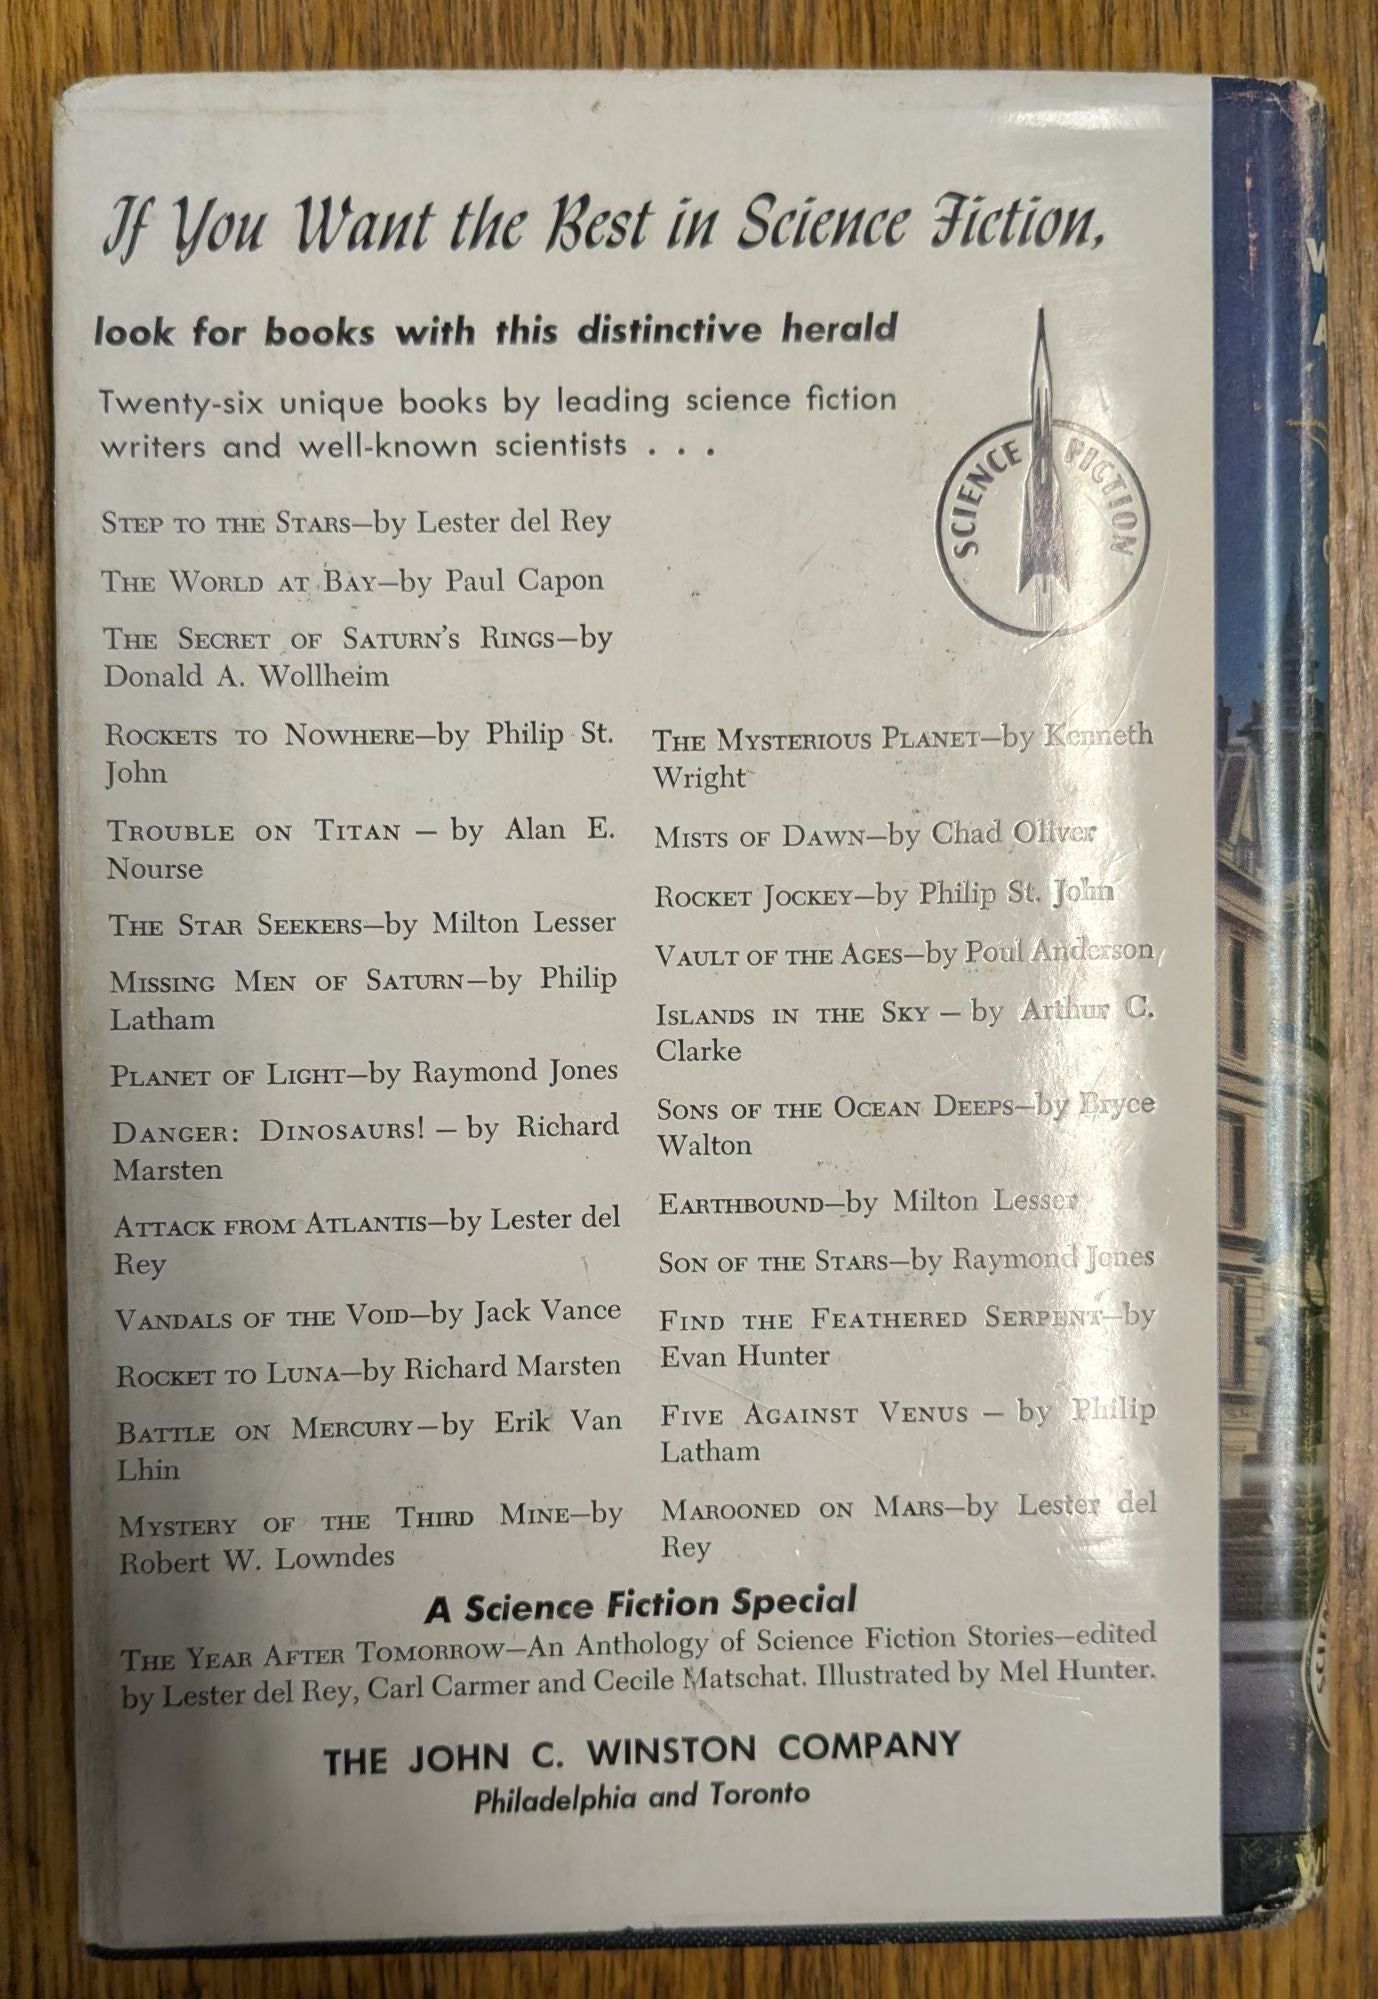 If You Want the Best in Science Fiction,
look for books with this distinctive herald
Twenty-six unique books by leading science fiction
writers and well-known scientists . . .
SCIENCE FICTION
STEP TO THE STARS—by Lester del Rey
THE WORLD AT BAY—by Paul Capon
THE SECRET OF SATURN'S RINGS—by
Donald A. Wollheim
ROCKETS TO NOWHERE—by Philip St.
John
TROUBLE ON TITAN — by Alan E.
Nourse
THE STAR SEEKERS—by Milton Lesser
MISSING MEN OF SATURN—by Philip
Latham
PLANET OF LIGHT—by Raymond Jones
DANGER: DINOSAURS! — by Richard
Marsten
ATTACK FROM ATLANTIS—by Lester del
Rey
VANDALS OF THE VOID—by Jack Vance
ROCKET TO LUNA—by Richard Marsten
BATTLE ON MERCURY—by Erik Van
Lhin
MYSTERY OF THE THIRD MINE—by
Robert W. Lowndes
THE MYSTERIOUS PLANET—by Kenneth
Wright
MISTS OF DAWN—by Chad Oliver
ROCKET JOCKEY—by Philip St. John
VAULT OF THE AGES—by Poul Anderson
ISLANDS IN THE SKY — by Arthur C.
Clarke
SONS OF THE OCEAN DEEPS—by Bryce
Walton
EARTHBOUND—by Milton Lesser
SON OF THE STARS—by Raymond Jones
FIND THE FEATHERED SERPENT—by
Evan Hunter
FIVE AGAINST VENUS — by Philip
Latham
MAROONED ON MARS—by Lester del
Rey
A Science Fiction Special
THE YEAR AFTER TOMORROW—An Anthology of Science Fiction Stories—edited
by Lester del Rey, Carl Carmer and Cecile Matschat. Illustrated by Mel Hunter.
THE JOHN C. WINSTON COMPANY
Philadelphia and Toronto